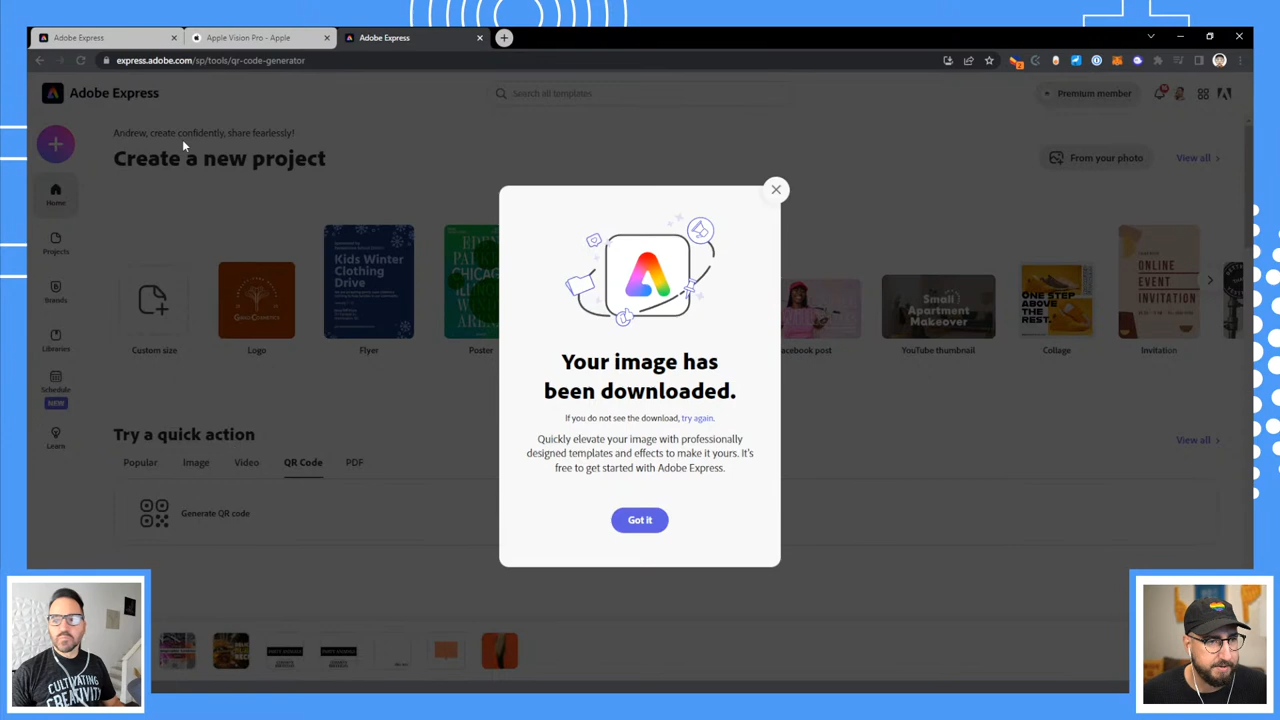 Adobe Express
Apple Vision Pro - Apple
Adobe Express
express.adobe.com/sp/tools/qr-code-generator
Adobe Express
Search all templates
Premium member
Andrew, create confidently, share fearlessly!
Create a new project
From your photo
View all
Home
Projects
Brands
Libraries
Schedule
NEW
Learn
Kids Winter
Clothing
Drive
ONLINE
EVENT
INVITATION
Small
Apartment
Makeover
ONE STEP
ABOVE
THE REST.
Custom size
Logo
Flyer
Poster
acebook post
YouTube thumbnail
Collage
Invitation
Your image has
been downloaded.
If you do not see the download, try again.
Quickly elevate your image with professionally
designed templates and effects to make it yours. It's
free to get started with Adobe Express.
Got it
Try a quick action
View all
Popular
Image
Video
QR Code
PDF
Generate QR code
CULTIVATING
CREATIVITY